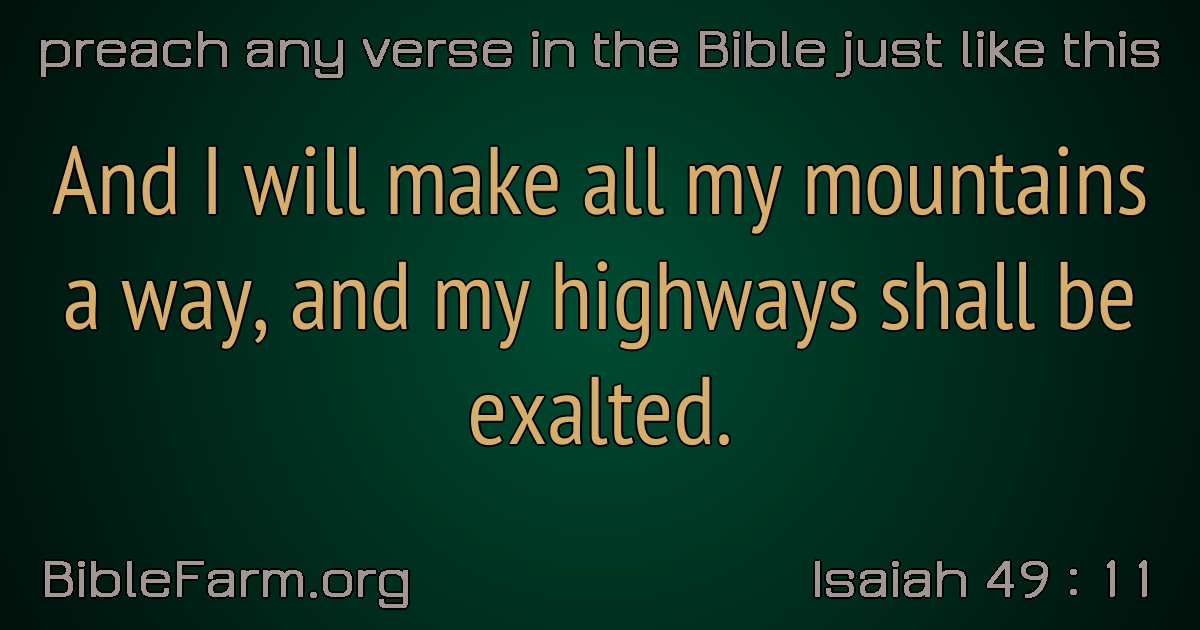 preach any verse in the Bible just like this
And I will make all my mountains
a way, and my highways shall be
exalted.
BibleFarm.org
Isaiah 49 : 11